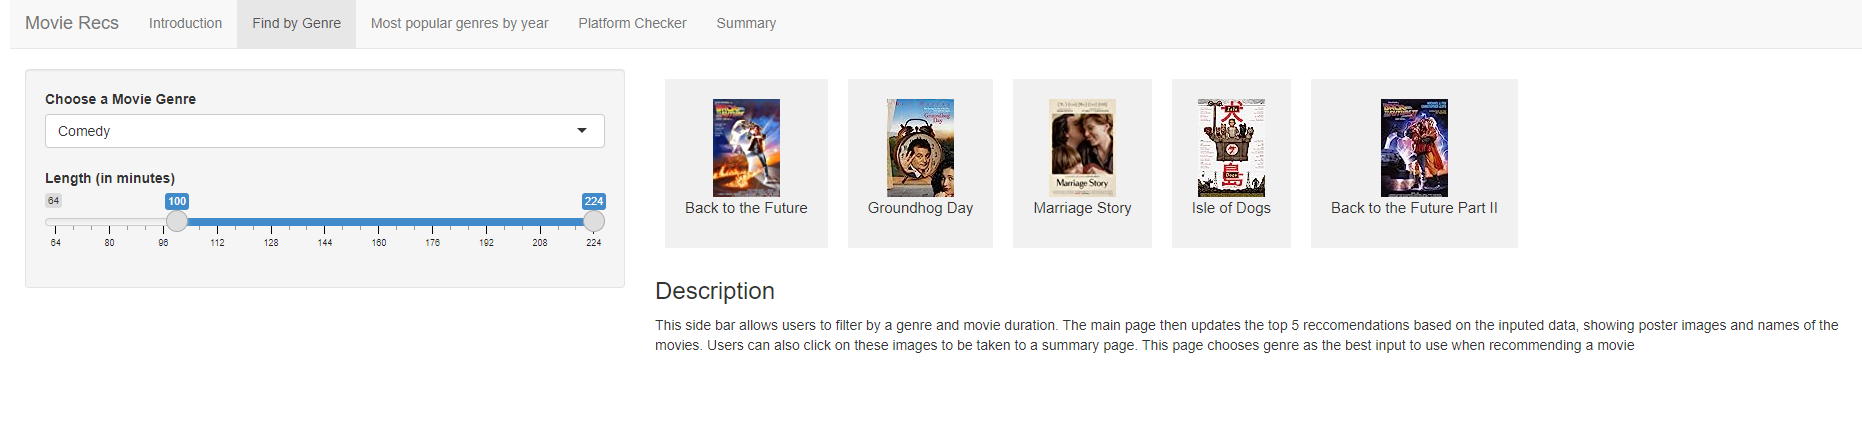 Movie Recs Introduction Find by Genre Most popular genres by year Platform Checker Summary
Choose a Movie Genre
Comedy
Length (in minutes)
64 100 224
64 80 96 112 128 144 160 176 192 208 224
Groundhog
Day
Marriage Story
犬
ヶ
島
Back to the Future Groundhog Day Marriage Story Isle of Dogs Back to the Future Part II
Description
This side bar allows users to filter by a genre and movie duration. The main page then updates the top 5 reccomendations based on the inputed data, showing poster images and names of the
movies. Users can also click on these images to be taken to a summary page. This page chooses genre as the best input to use when recommending a movie